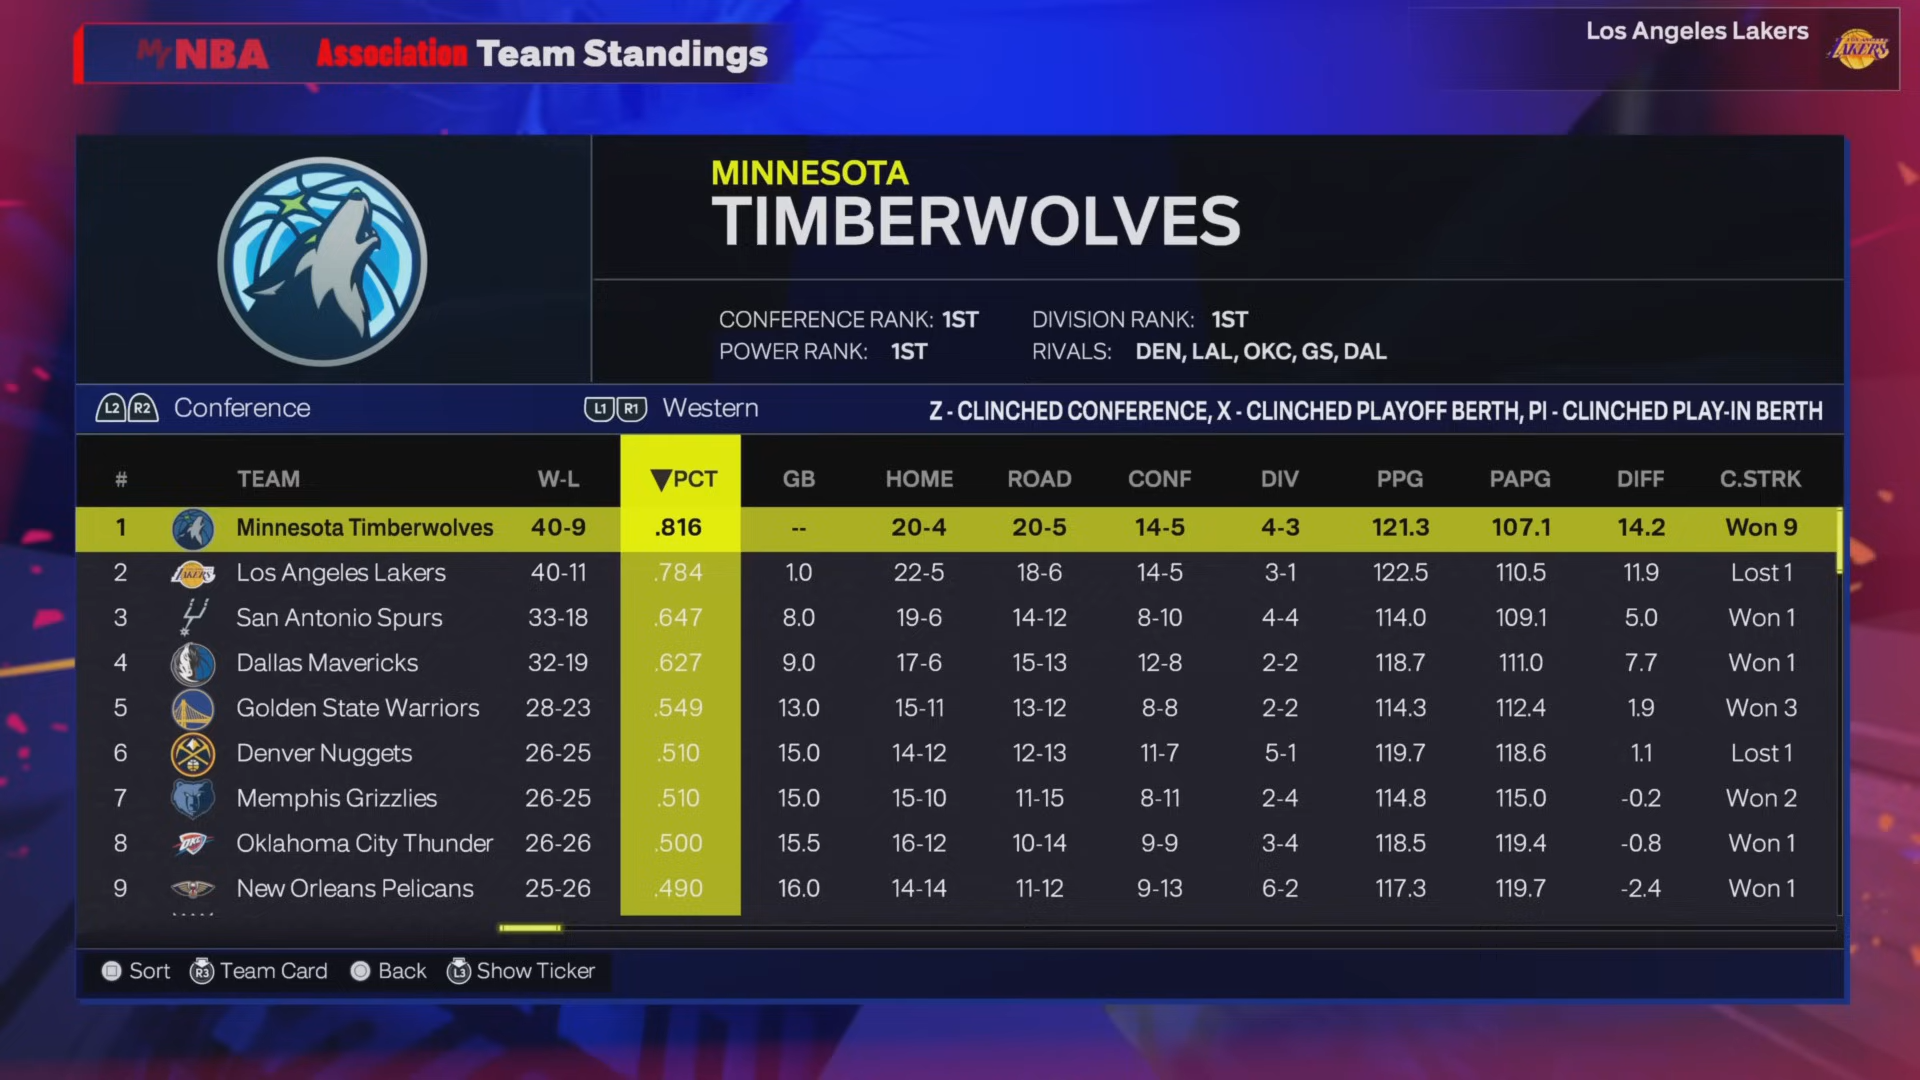 MyNBA Association Team Standings
Los Angeles Lakers
LAKERS
MINNESOTA
TIMBERWOLVES
CONFERENCE RANK: 1ST DIVISION RANK: 1ST
POWER RANK: 1ST RIVALS: DEN, LAL, OKC, GS, DAL
L2 R2 Conference L1 R1 Western Z - CLINCHED CONFERENCE, X - CLINCHED PLAYOFF BERTH, PI - CLINCHED PLAY-IN BERTH
# TEAM W-L ▼PCT GB HOME ROAD CONF DIV PPG PAPG DIFF C.STRK
1 Minnesota Timberwolves 40-9 .816 -- 20-4 20-5 14-5 4-3 121.3 107.1 14.2 Won 9
2 LAKERS Los Angeles Lakers 40-11 .784 1.0 22-5 18-6 14-5 3-1 122.5 110.5 11.9 Lost 1
3 San Antonio Spurs 33-18 .647 8.0 19-6 14-12 8-10 4-4 114.0 109.1 5.0 Won 1
4 Dallas Mavericks 32-19 .627 9.0 17-6 15-13 12-8 2-2 118.7 111.0 7.7 Won 1
5 Golden State Warriors 28-23 .549 13.0 15-11 13-12 8-8 2-2 114.3 112.4 1.9 Won 3
6 Denver Nuggets 26-25 .510 15.0 14-12 12-13 11-7 5-1 119.7 118.6 1.1 Lost 1
7 Memphis Grizzlies 26-25 .510 15.0 15-10 11-15 8-11 2-4 114.8 115.0 -0.2 Won 2
8 OKC Oklahoma City Thunder 26-26 .500 15.5 16-12 10-14 9-9 3-4 118.5 119.4 -0.8 Won 1
9 New Orleans Pelicans 25-26 .490 16.0 14-14 11-12 9-13 6-2 117.3 119.7 -2.4 Won 1
Sort R3 Team Card Back L3 Show Ticker